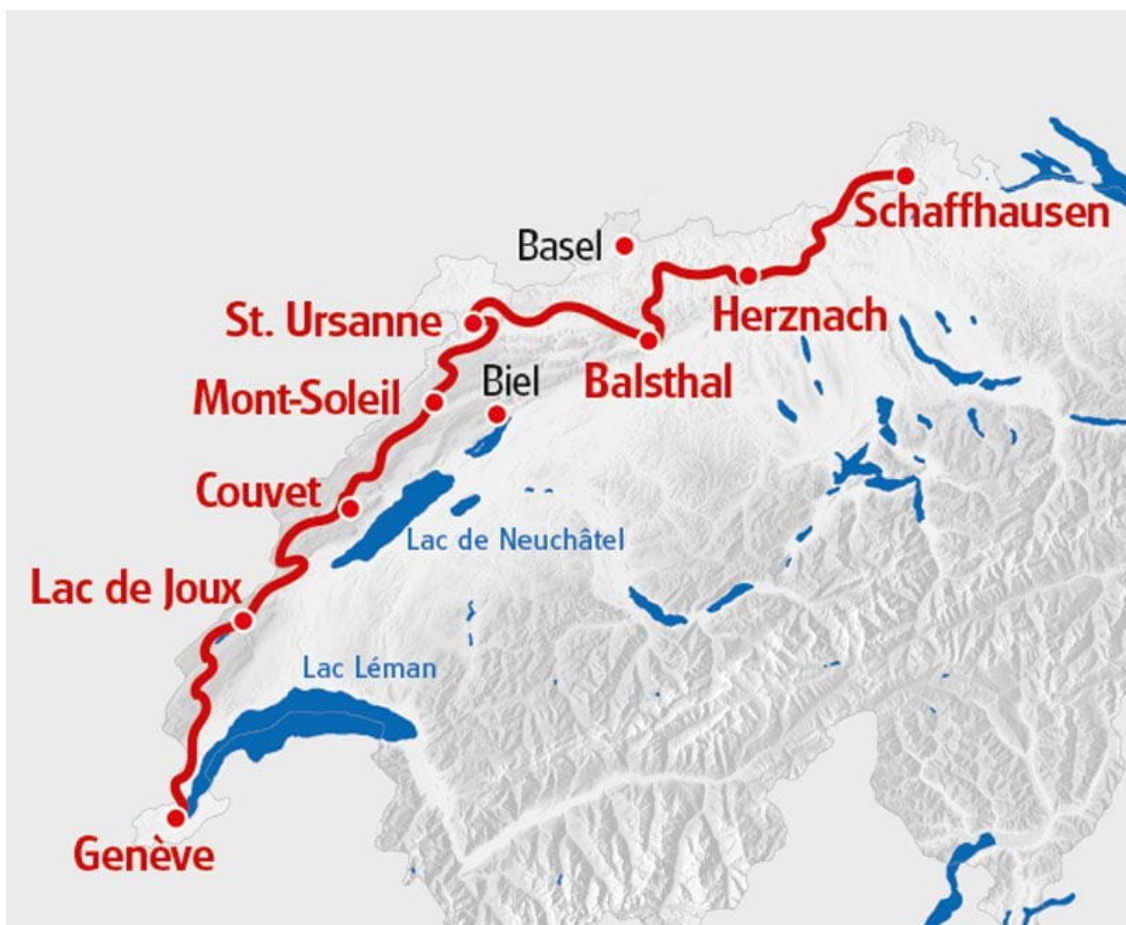 Schaffhausen
Basel
Herznach
St. Ursanne
Balsthal
Biel
Mont-Soleil
Couvet
Lac de Neuchâtel
Lac de Joux
Lac Léman
Genève